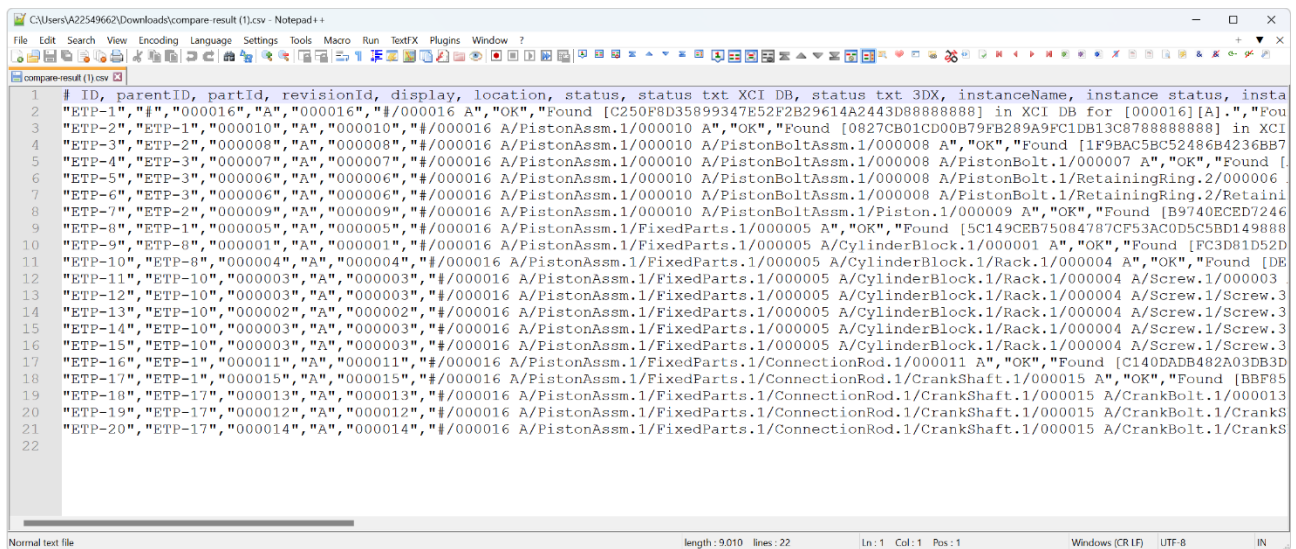 C:\Users\A22549662\Downloads\compare-result (1).csv - Notepad++
File Edit Search View Encoding Language Settings Tools Macro Run TextFX Plugins Window ?
compare-result (1).csv
1 # ID, parentID, partId, revisionId, display, location, status, status txt XCI DB, status txt 3DX, instanceName, instance status, insta
2 "ETP-1","#","000016","A","000016","#/000016 A","OK","Found [C250F8D35899347E52F2B29614A2443D88888888] in XCI DB for [000016][A].","Fou
3 "ETP-2","ETP-1","000010","A","000010","#/000016 A/PistonAssm.1/000010 A","OK","Found [0827CB01CD00B79FB289A9FC1DB13C8788888888] in XCI
4 "ETP-3","ETP-2","000008","A","000008","#/000016 A/PistonAssm.1/000010 A/PistonBoltAssm.1/000008 A","OK","Found [1F9BAC5BC52486B4236BB7
5 "ETP-4","ETP-3","000007","A","000007","#/000016 A/PistonAssm.1/000010 A/PistonBoltAssm.1/000008 A/PistonBolt.1/000007 A","OK","Found [
6 "ETP-5","ETP-3","000006","A","000006","#/000016 A/PistonAssm.1/000010 A/PistonBoltAssm.1/000008 A/PistonBolt.1/RetainingRing.2/000006
7 "ETP-6","ETP-3","000006","A","000006","#/000016 A/PistonAssm.1/000010 A/PistonBoltAssm.1/000008 A/PistonBolt.1/RetainingRing.2/Retaini
8 "ETP-7","ETP-2","000009","A","000009","#/000016 A/PistonAssm.1/000010 A/PistonBoltAssm.1/Piston.1/000009 A","OK","Found [B9740ECED7246
9 "ETP-8","ETP-1","000005","A","000005","#/000016 A/PistonAssm.1/FixedParts.1/000005 A","OK","Found [5C149CEB75084787CF53AC0D5C5BD149888
10 "ETP-9","ETP-8","000001","A","000001","#/000016 A/PistonAssm.1/FixedParts.1/000005 A/CylinderBlock.1/000001 A","OK","Found [FC3D81D52D
11 "ETP-10","ETP-8","000004","A","000004","#/000016 A/PistonAssm.1/FixedParts.1/000005 A/CylinderBlock.1/Rack.1/000004 A","OK","Found [DE
12 "ETP-11","ETP-10","000003","A","000003","#/000016 A/PistonAssm.1/FixedParts.1/000005 A/CylinderBlock.1/Rack.1/000004 A/Screw.1/000003
13 "ETP-12","ETP-10","000003","A","000003","#/000016 A/PistonAssm.1/FixedParts.1/000005 A/CylinderBlock.1/Rack.1/000004 A/Screw.1/Screw.3
14 "ETP-13","ETP-10","000002","A","000002","#/000016 A/PistonAssm.1/FixedParts.1/000005 A/CylinderBlock.1/Rack.1/000004 A/Screw.1/Screw.3
15 "ETP-14","ETP-10","000003","A","000003","#/000016 A/PistonAssm.1/FixedParts.1/000005 A/CylinderBlock.1/Rack.1/000004 A/Screw.1/Screw.3
16 "ETP-15","ETP-10","000003","A","000003","#/000016 A/PistonAssm.1/FixedParts.1/000005 A/CylinderBlock.1/Rack.1/000004 A/Screw.1/Screw.3
17 "ETP-16","ETP-1","000011","A","000011","#/000016 A/PistonAssm.1/FixedParts.1/ConnectionRod.1/000011 A","OK","Found [C140DADB482A03DB3D
18 "ETP-17","ETP-1","000015","A","000015","#/000016 A/PistonAssm.1/FixedParts.1/ConnectionRod.1/CrankShaft.1/000015 A","OK","Found [BBF85
19 "ETP-18","ETP-17","000013","A","000013","#/000016 A/PistonAssm.1/FixedParts.1/ConnectionRod.1/CrankShaft.1/000015 A/CrankBolt.1/000013
20 "ETP-19","ETP-17","000012","A","000012","#/000016 A/PistonAssm.1/FixedParts.1/ConnectionRod.1/CrankShaft.1/000015 A/CrankBolt.1/CrankS
21 "ETP-20","ETP-17","000014","A","000014","#/000016 A/PistonAssm.1/FixedParts.1/ConnectionRod.1/CrankShaft.1/000015 A/CrankBolt.1/CrankS
22
Normal text file length : 9.010 lines : 22 Ln : 1 Col : 1 Pos : 1 Windows (CR LF) UTF-8 IN